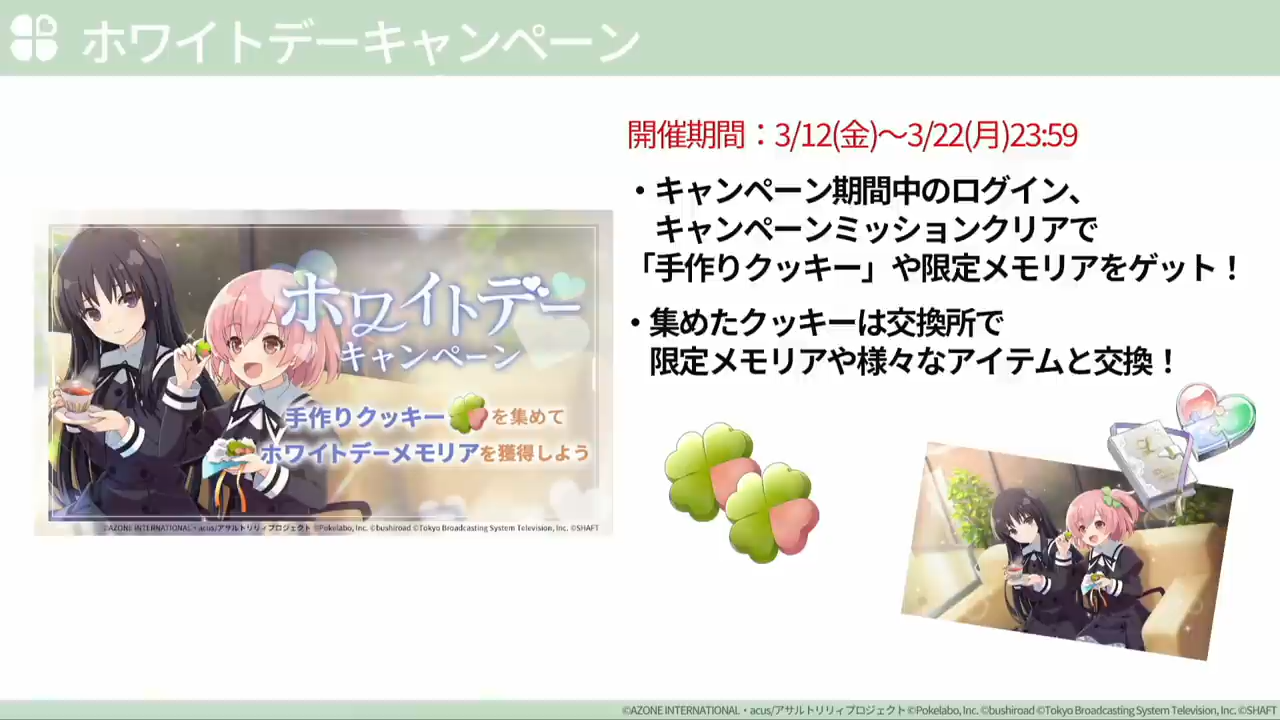 ホワイトデーキャンペーン
開催期間：3/12(金)～3/22(月)23:59
・キャンペーン期間中のログイン、
キャンペーンミッションクリアで
「手作りクッキー」や限定メモリアをゲット！
・集めたクッキーは交換所で
限定メモリアや様々なアイテムと交換！
ホワイトデー
キャンペーン
手作りクッキーを集めて
ホワイトデーメモリアを獲得しよう
©AZONE INTERNATIONAL・acus/アサルトリリィプロジェクト ©Pokelabo, Inc. ©bushiroad ©Tokyo Broadcasting System Television, Inc. ©SHAFT
©AZONE INTERNATIONAL・acus/アサルトリリィプロジェクト ©Pokelabo, Inc. ©bushiroad ©Tokyo Broadcasting System Television, Inc. ©SHAFT